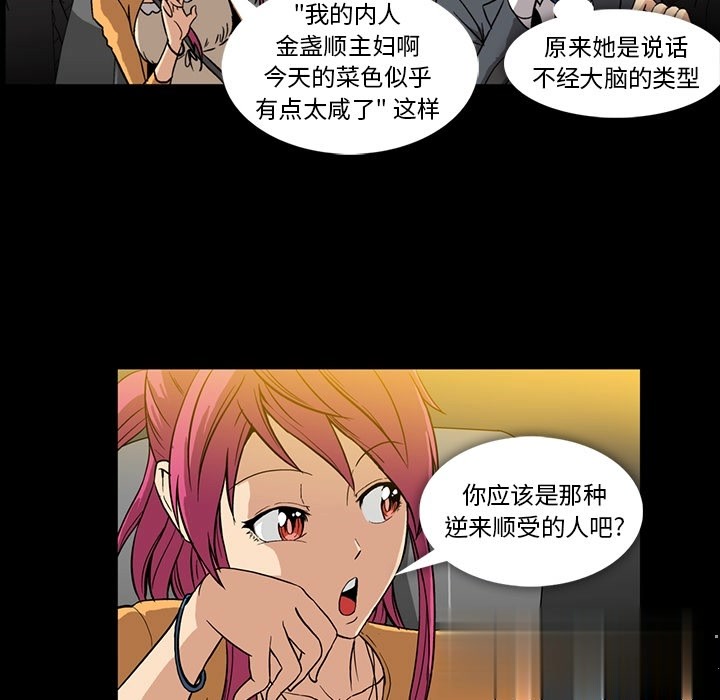 "我的内人
金盏顺主妇啊
今天的菜色似乎
有点太咸了" 这样
原来她是说话
不经大脑的类型
你应该是那种
逆来顺受的人吧?